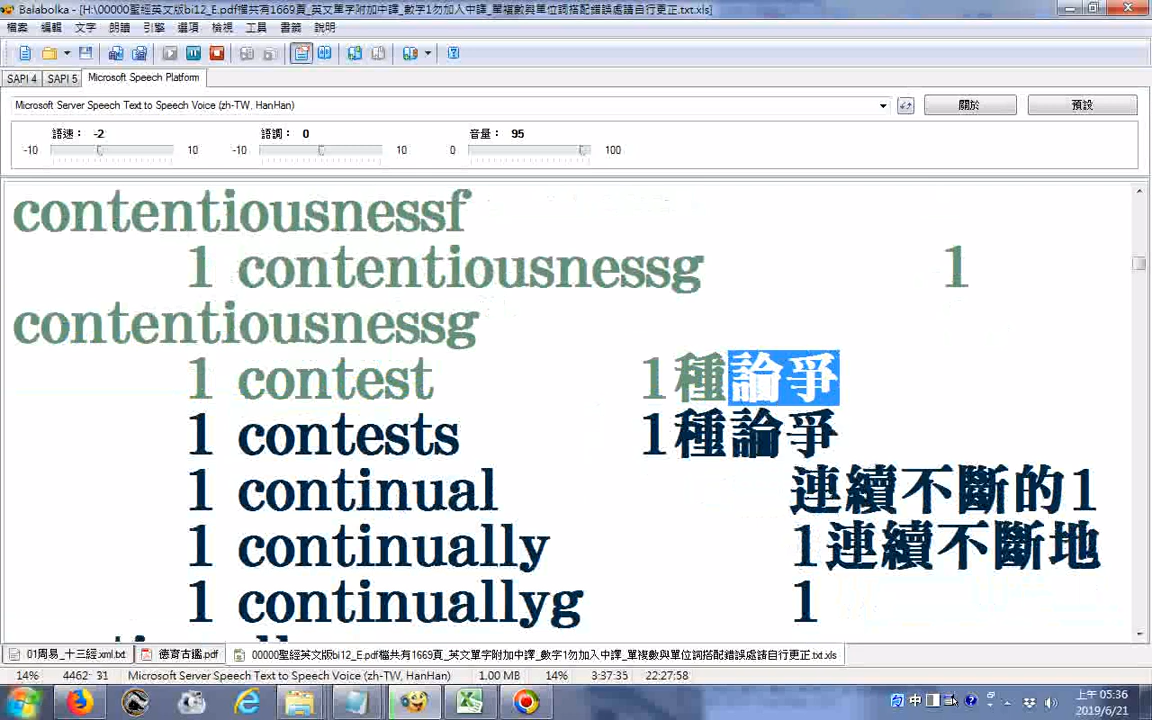 Balabolka - [H:\00000聖經英文版bi12_E.pdf檔共有1669頁_英文單字附加中譯_數字1勿加入中譯_單複數與單位詞搭配錯誤處請自行更正.txt.xls]
檔案 編輯 文字 朗讀 引擎 選項 檢視 工具 書籤 說明
SAPI 4 SAPI 5 Microsoft Speech Platform
Microsoft Server Speech Text to Speech Voice (zh-TW, HanHan) 關於 預設
語速： -2 語調： 0 音量： 95
-10 10 -10 10 0 100
contentiousnessf
1 contentiousnessg 1
contentiousnessg
1 contest 1種論爭
1 contests 1種論爭
1 continual 連續不斷的1
1 continually 1連續不斷地
1 continuallyg 1
01周易_十三經.xml.txt 德育古鑑.pdf 00000聖經英文版bi12_E.pdf檔共有1669頁_英文單字附加中譯_數字1勿加入中譯_單複數與單位詞搭配錯誤處請自行更正.txt.xls
14% 4462: 31 Microsoft Server Speech Text to Speech Voice (zh-TW, HanHan) 1.00 MB 14% 3:37:35 22:27:58
中 上午 05:36
2019/6/21